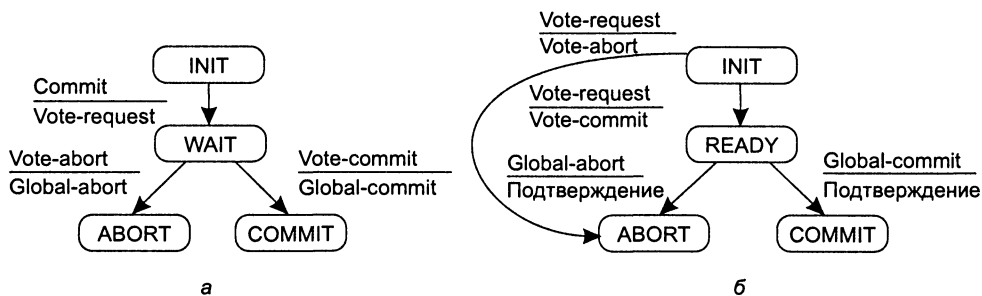 INIT
Commit
Vote-request
WAIT
Vote-abort
Global-abort
Vote-commit
Global-commit
ABORT
COMMIT
а
Vote-request
Vote-abort
INIT
Vote-request
Vote-commit
READY
Global-abort
Подтверждение
Global-commit
Подтверждение
ABORT
COMMIT
б